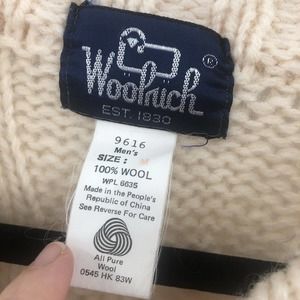 Woolrich
®
EST. 1830
9616
Men's
SIZE: M
100% WOOL
WPL 6635
Made in the People's
Republic of China
See Reverse For Care
All Pure
Wool
0545 HK 83W